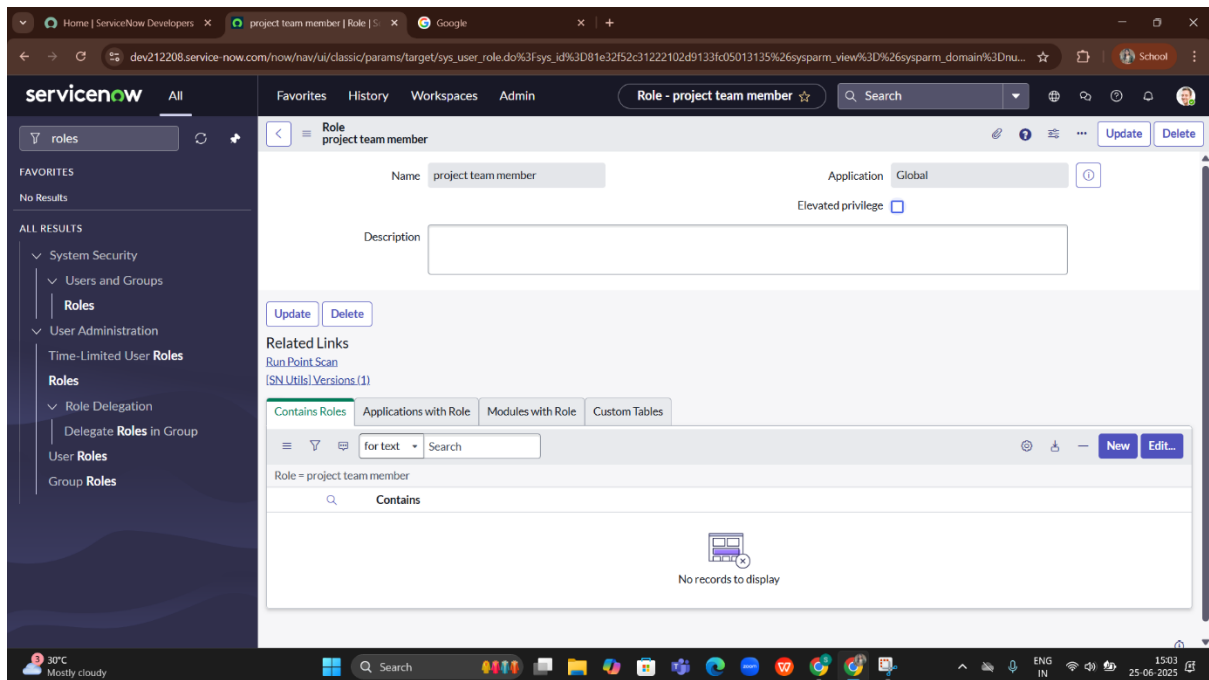 Home | ServiceNow Developers
project team member | Role | S
Google
dev212208.service-now.com/now/nav/ui/classic/params/target/sys_user_role.do%3Fsys_id%3D81e32f52c31222102d9133fc05013135%26sysparm_view%3D%26sysparm_domain%3Dnu...
School
servicenow All Favorites History Workspaces Admin Role - project team member Search
roles
FAVORITES
No Results
ALL RESULTS
System Security
Users and Groups
Roles
User Administration
Time-Limited User Roles
Roles
Role Delegation
Delegate Roles in Group
User Roles
Group Roles
Role
project team member
Update Delete
Name project team member Application Global
Elevated privilege
Description
Update Delete
Related Links
Run Point Scan
[SN Utils] Versions (1)
Contains Roles Applications with Role Modules with Role Custom Tables
for text Search New Edit...
Role = project team member
Contains
No records to display
3
30°C
Mostly cloudy
Search
ENG
IN
15:03
25-06-2025